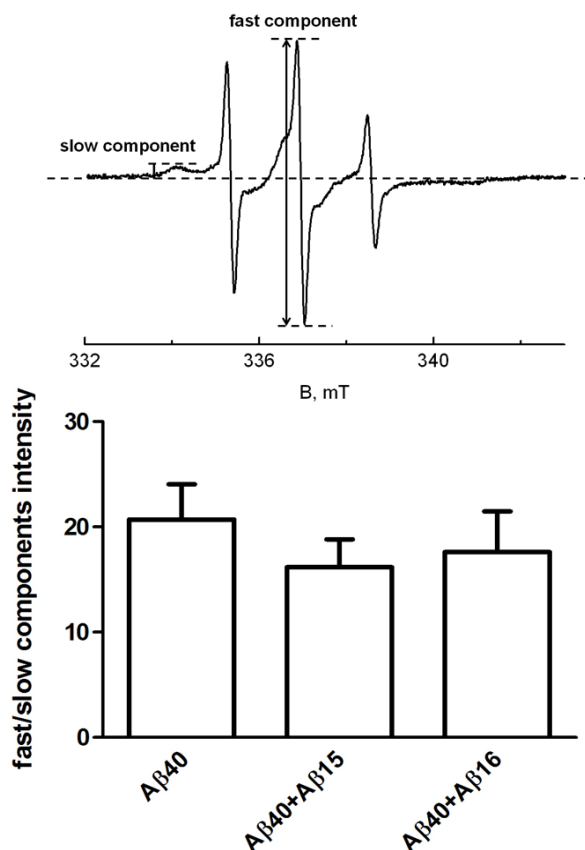 fast component
slow component
332
336
340
B, mT
fast/slow components intensity
30
20
10
0
Aβ40
Aβ40+Aβ15
Aβ40+Aβ16